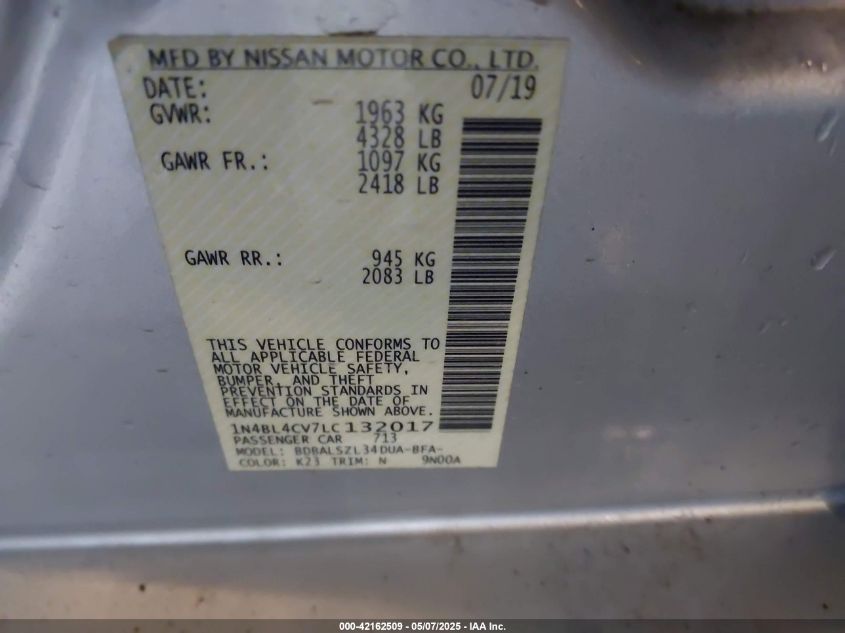 MFD BY NISSAN MOTOR CO., LTD.
DATE: 07/19
GVWR: 1963 KG
4328 LB
GAWR FR.: 1097 KG
2418 LB
GAWR RR.: 945 KG
2083 LB
THIS VEHICLE CONFORMS TO
ALL APPLICABLE FEDERAL
MOTOR VEHICLE SAFETY,
BUMPER, AND THEFT
PREVENTION STANDARDS IN
EFFECT ON THE DATE OF
MANUFACTURE SHOWN ABOVE.
1N4BL4CV7LC132017
PASSENGER CAR 713
MODEL: BDBALSZL34DUA-BFA-
COLOR: K23 TRIM: N 9N00A
000-42162509 - 05/07/2025 - IAA Inc.